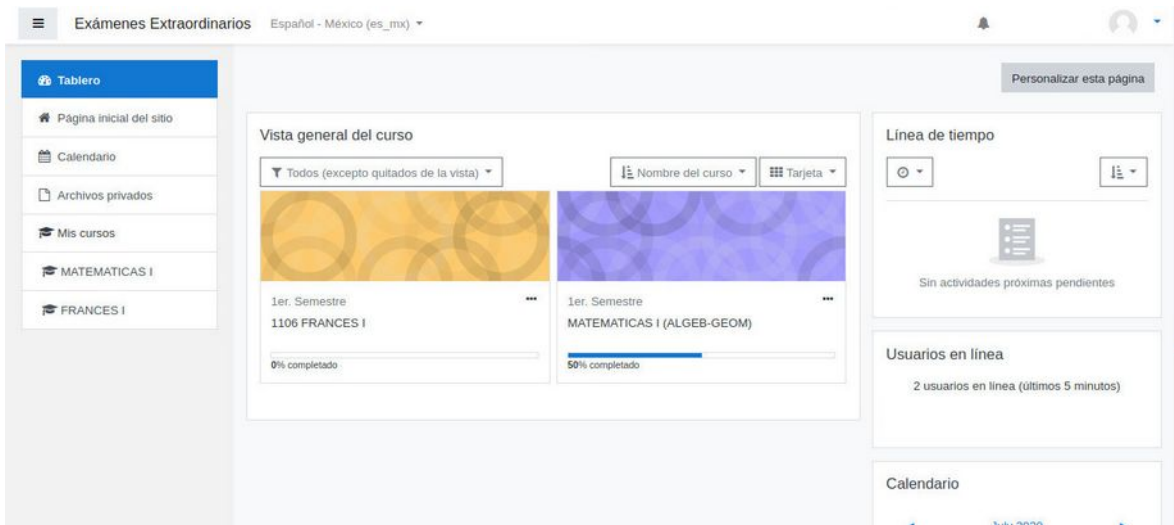 Exámenes Extraordinarios Español - México (es_mx)
Tablero
Página inicial del sitio
Calendario
Archivos privados
Mis cursos
MATEMATICAS I
FRANCES I
Personalizar esta página
Vista general del curso
Todos (excepto quitados de la vista)
Nombre del curso
Tarjeta
1er. Semestre
1106 FRANCES I
0% completado
1er. Semestre
MATEMATICAS I (ALGEB-GEOM)
50% completado
Línea de tiempo
Sin actividades próximas pendientes
Usuarios en línea
2 usuarios en línea (últimos 5 minutos)
Calendario
July 2020